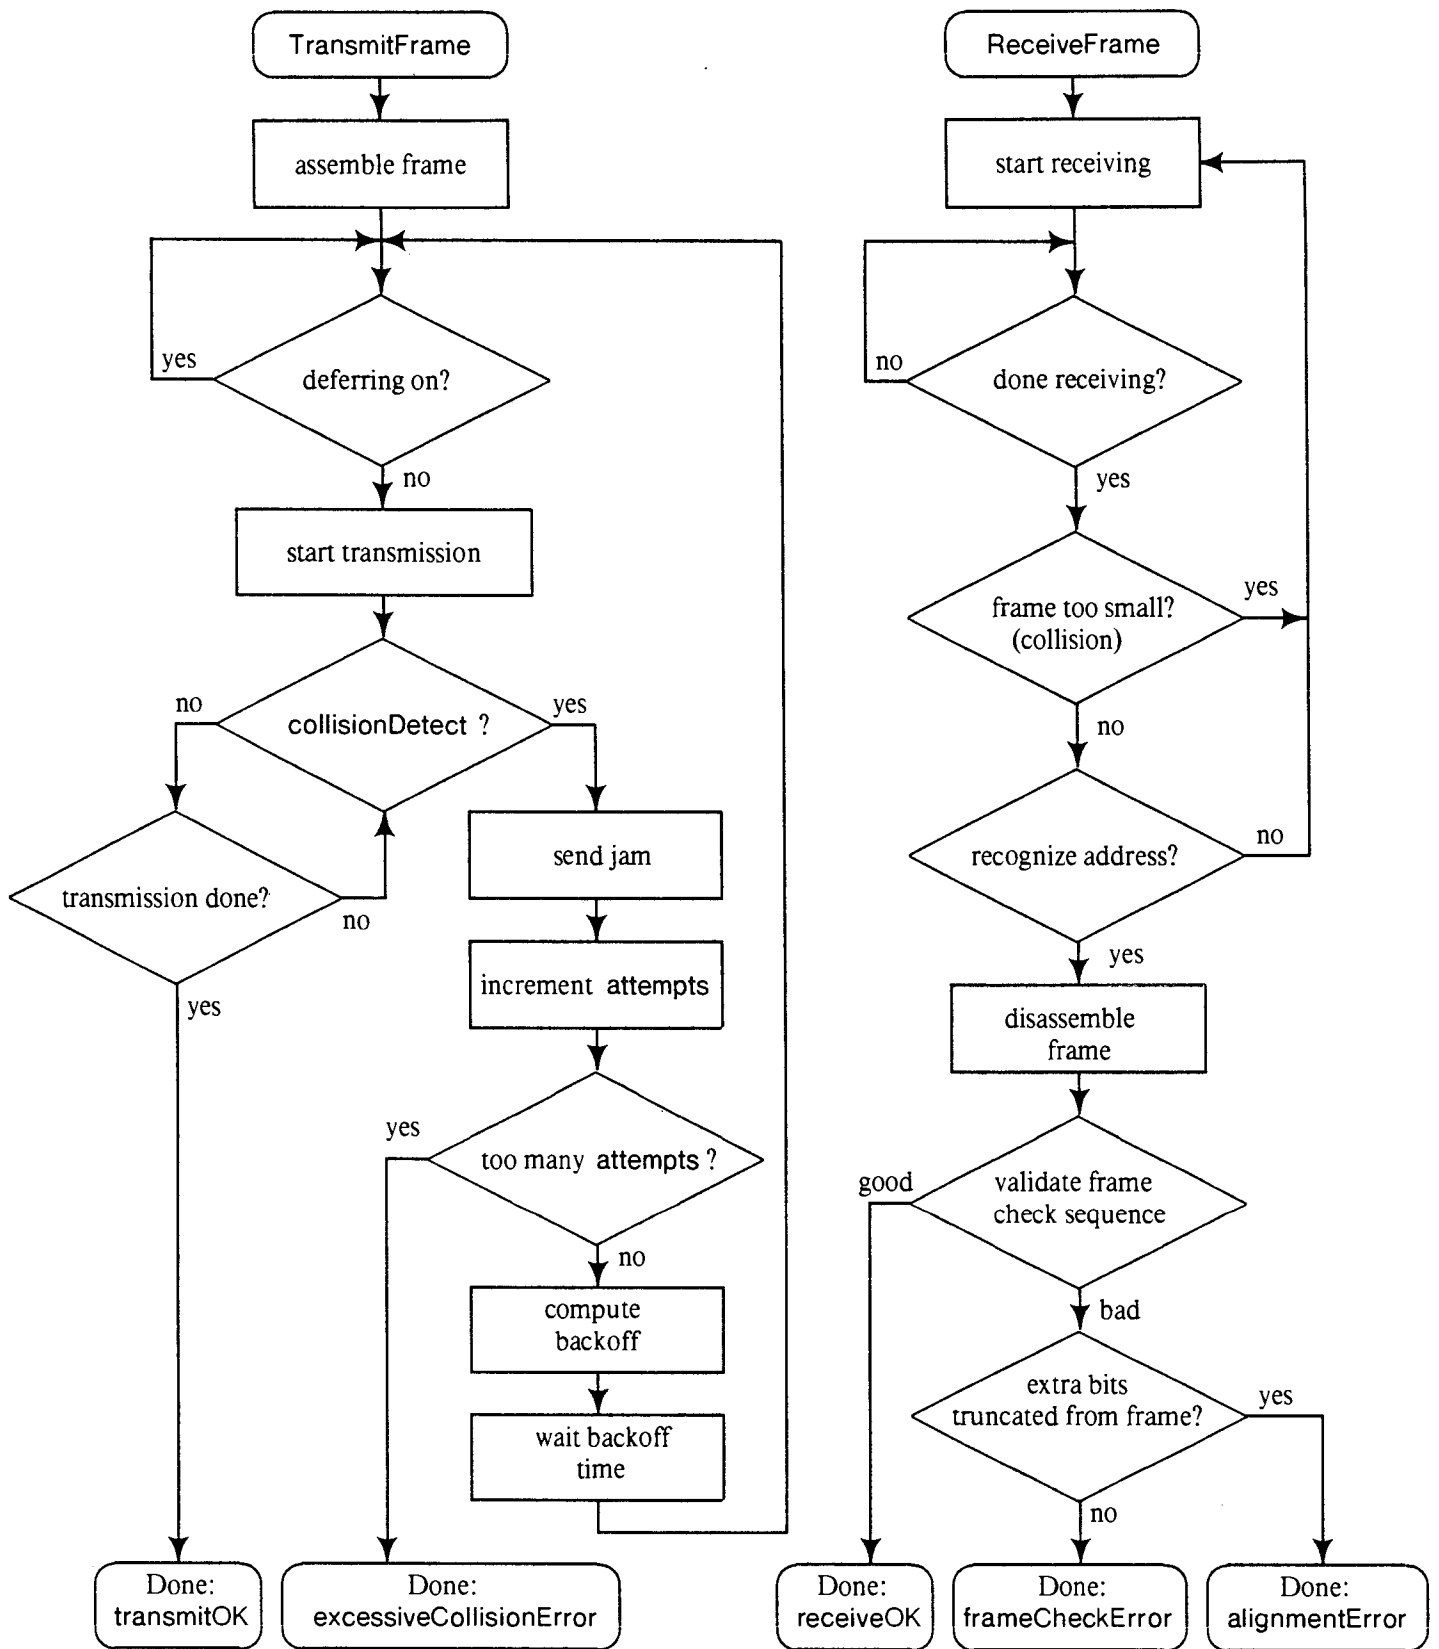 TransmitFrame
assemble frame
yes
deferring on?
no
start transmission
no
collisionDetect ?
yes
transmission done?
no
yes
send jam
increment attempts
yes
too many attempts ?
no
compute
backoff
wait backoff
time
Done:
transmitOK
Done:
excessiveCollisionError
ReceiveFrame
start receiving
no
done receiving?
yes
frame too small?
(collision)
yes
no
recognize address?
no
yes
disassemble
frame
good
validate frame
check sequence
bad
extra bits
truncated from frame?
yes
no
Done:
receiveOK
Done:
frameCheckError
Done:
alignmentError